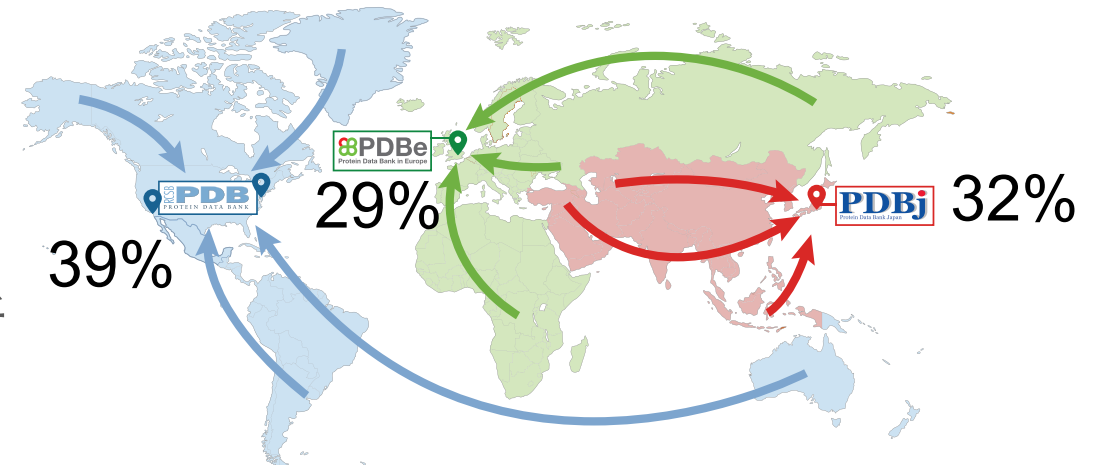 PDBe
Protein Data Bank in Europe
29%
RCSB
PDB
PROTEIN DATA BANK
39%
PDBj
Protein Data Bank Japan
32%